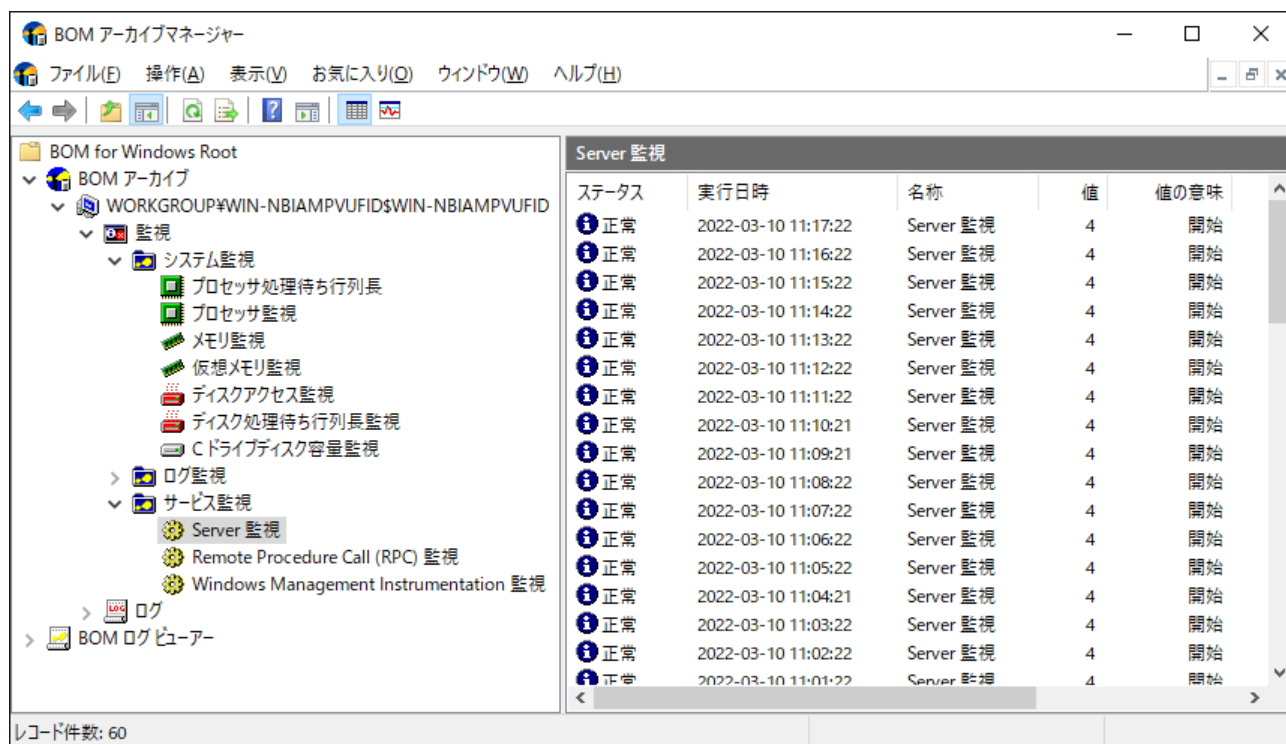 BOM アーカイブマネージャー
ファイル(F) 操作(A) 表示(V) お気に入り(O) ウィンドウ(W) ヘルプ(H)
BOM for Windows Root
BOM アーカイブ
WORKGROUP¥WIN-NBIAMPVUFID$WIN-NBIAMPVUFID
監視
システム監視
プロセッサ処理待ち行列長
プロセッサ監視
メモリ監視
仮想メモリ監視
ディスクアクセス監視
ディスク処理待ち行列長監視
C ドライブディスク容量監視
ログ監視
サービス監視
Server 監視
Remote Procedure Call (RPC) 監視
Windows Management Instrumentation 監視
LOG ログ
BOM ログ ビューアー
Server 監視
ステータス 実行日時 名称 値 値の意味
正常 2022-03-10 11:17:22 Server 監視 4 開始
正常 2022-03-10 11:16:22 Server 監視 4 開始
正常 2022-03-10 11:15:22 Server 監視 4 開始
正常 2022-03-10 11:14:22 Server 監視 4 開始
正常 2022-03-10 11:13:22 Server 監視 4 開始
正常 2022-03-10 11:12:22 Server 監視 4 開始
正常 2022-03-10 11:11:22 Server 監視 4 開始
正常 2022-03-10 11:10:21 Server 監視 4 開始
正常 2022-03-10 11:09:21 Server 監視 4 開始
正常 2022-03-10 11:08:22 Server 監視 4 開始
正常 2022-03-10 11:07:22 Server 監視 4 開始
正常 2022-03-10 11:06:22 Server 監視 4 開始
正常 2022-03-10 11:05:22 Server 監視 4 開始
正常 2022-03-10 11:04:21 Server 監視 4 開始
正常 2022-03-10 11:03:22 Server 監視 4 開始
正常 2022-03-10 11:02:22 Server 監視 4 開始
正常 2022-03-10 11:01:22 Server 監視 4 開始
レコード件数: 60